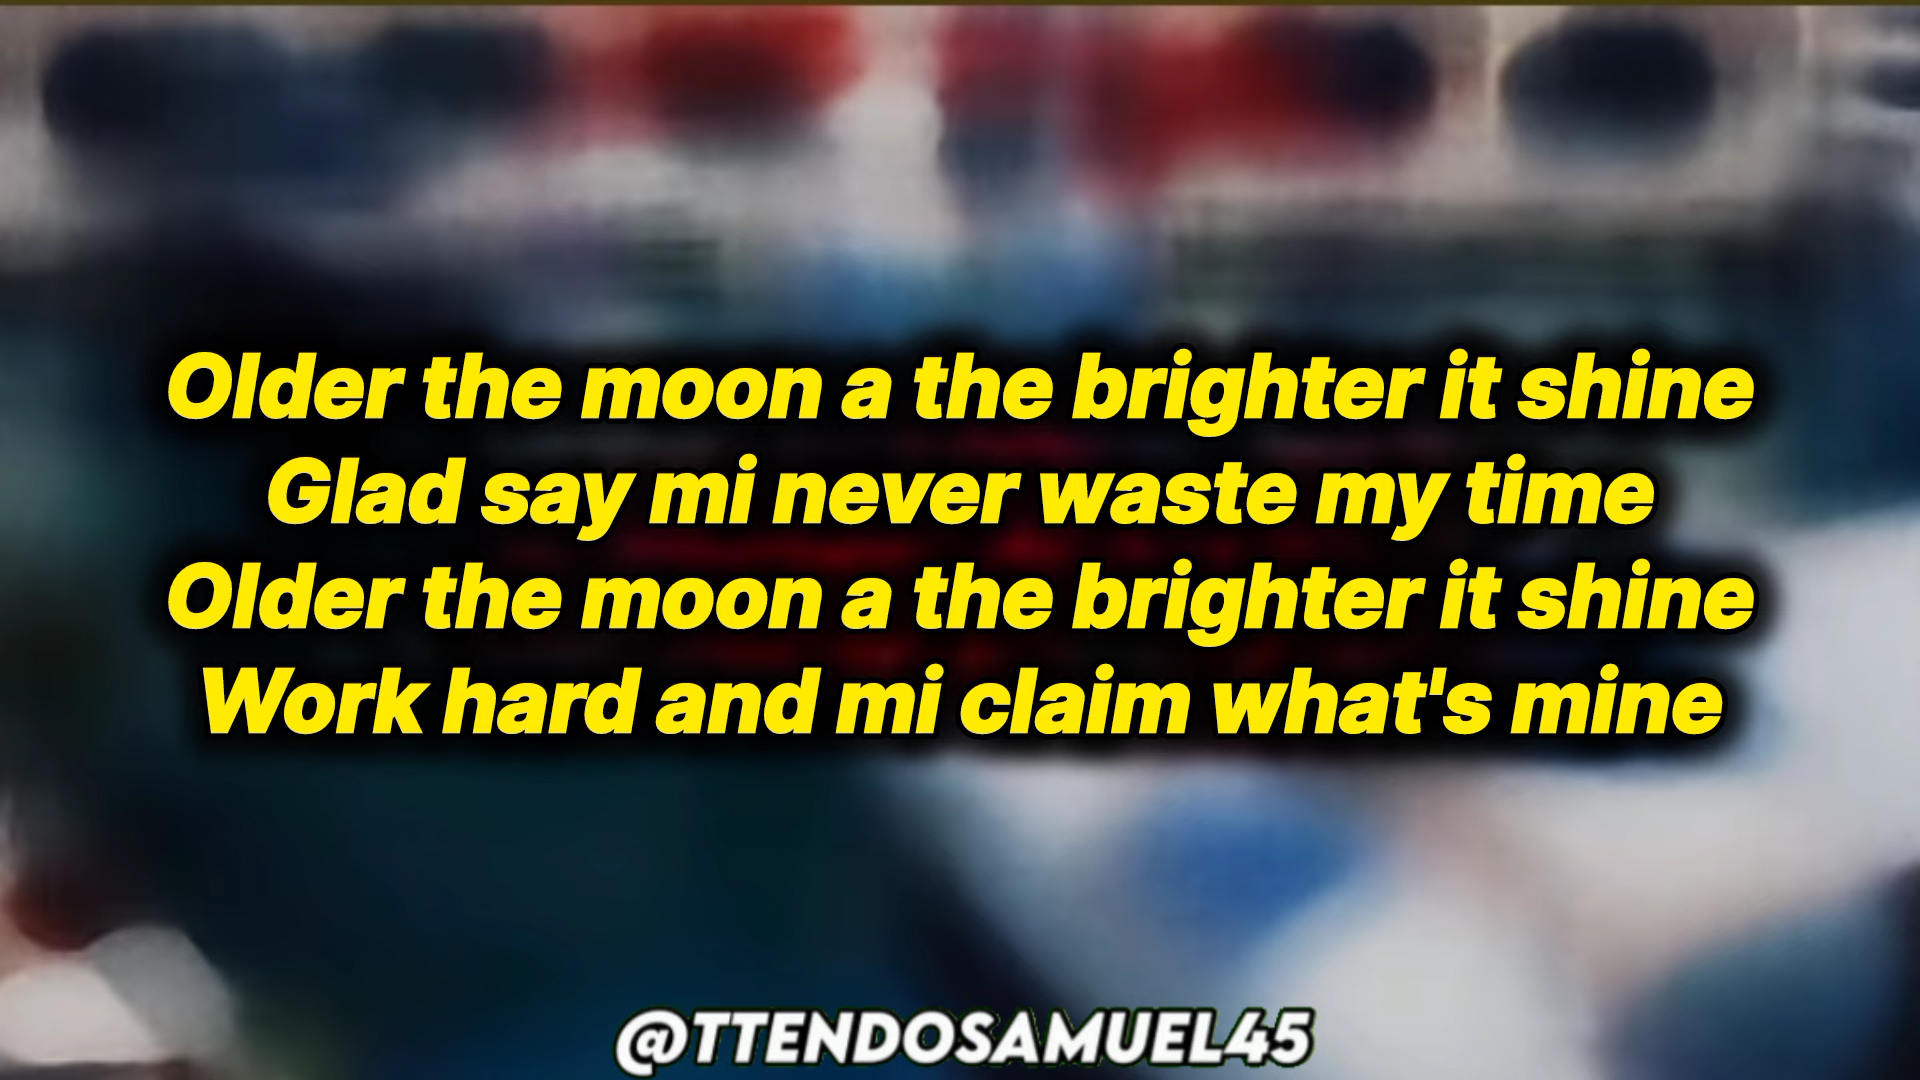 Older the moon a the brighter it shine
Glad say mi never waste my time
Older the moon a the brighter it shine
Work hard and mi claim what's mine
@TTENDOSAMUEL45